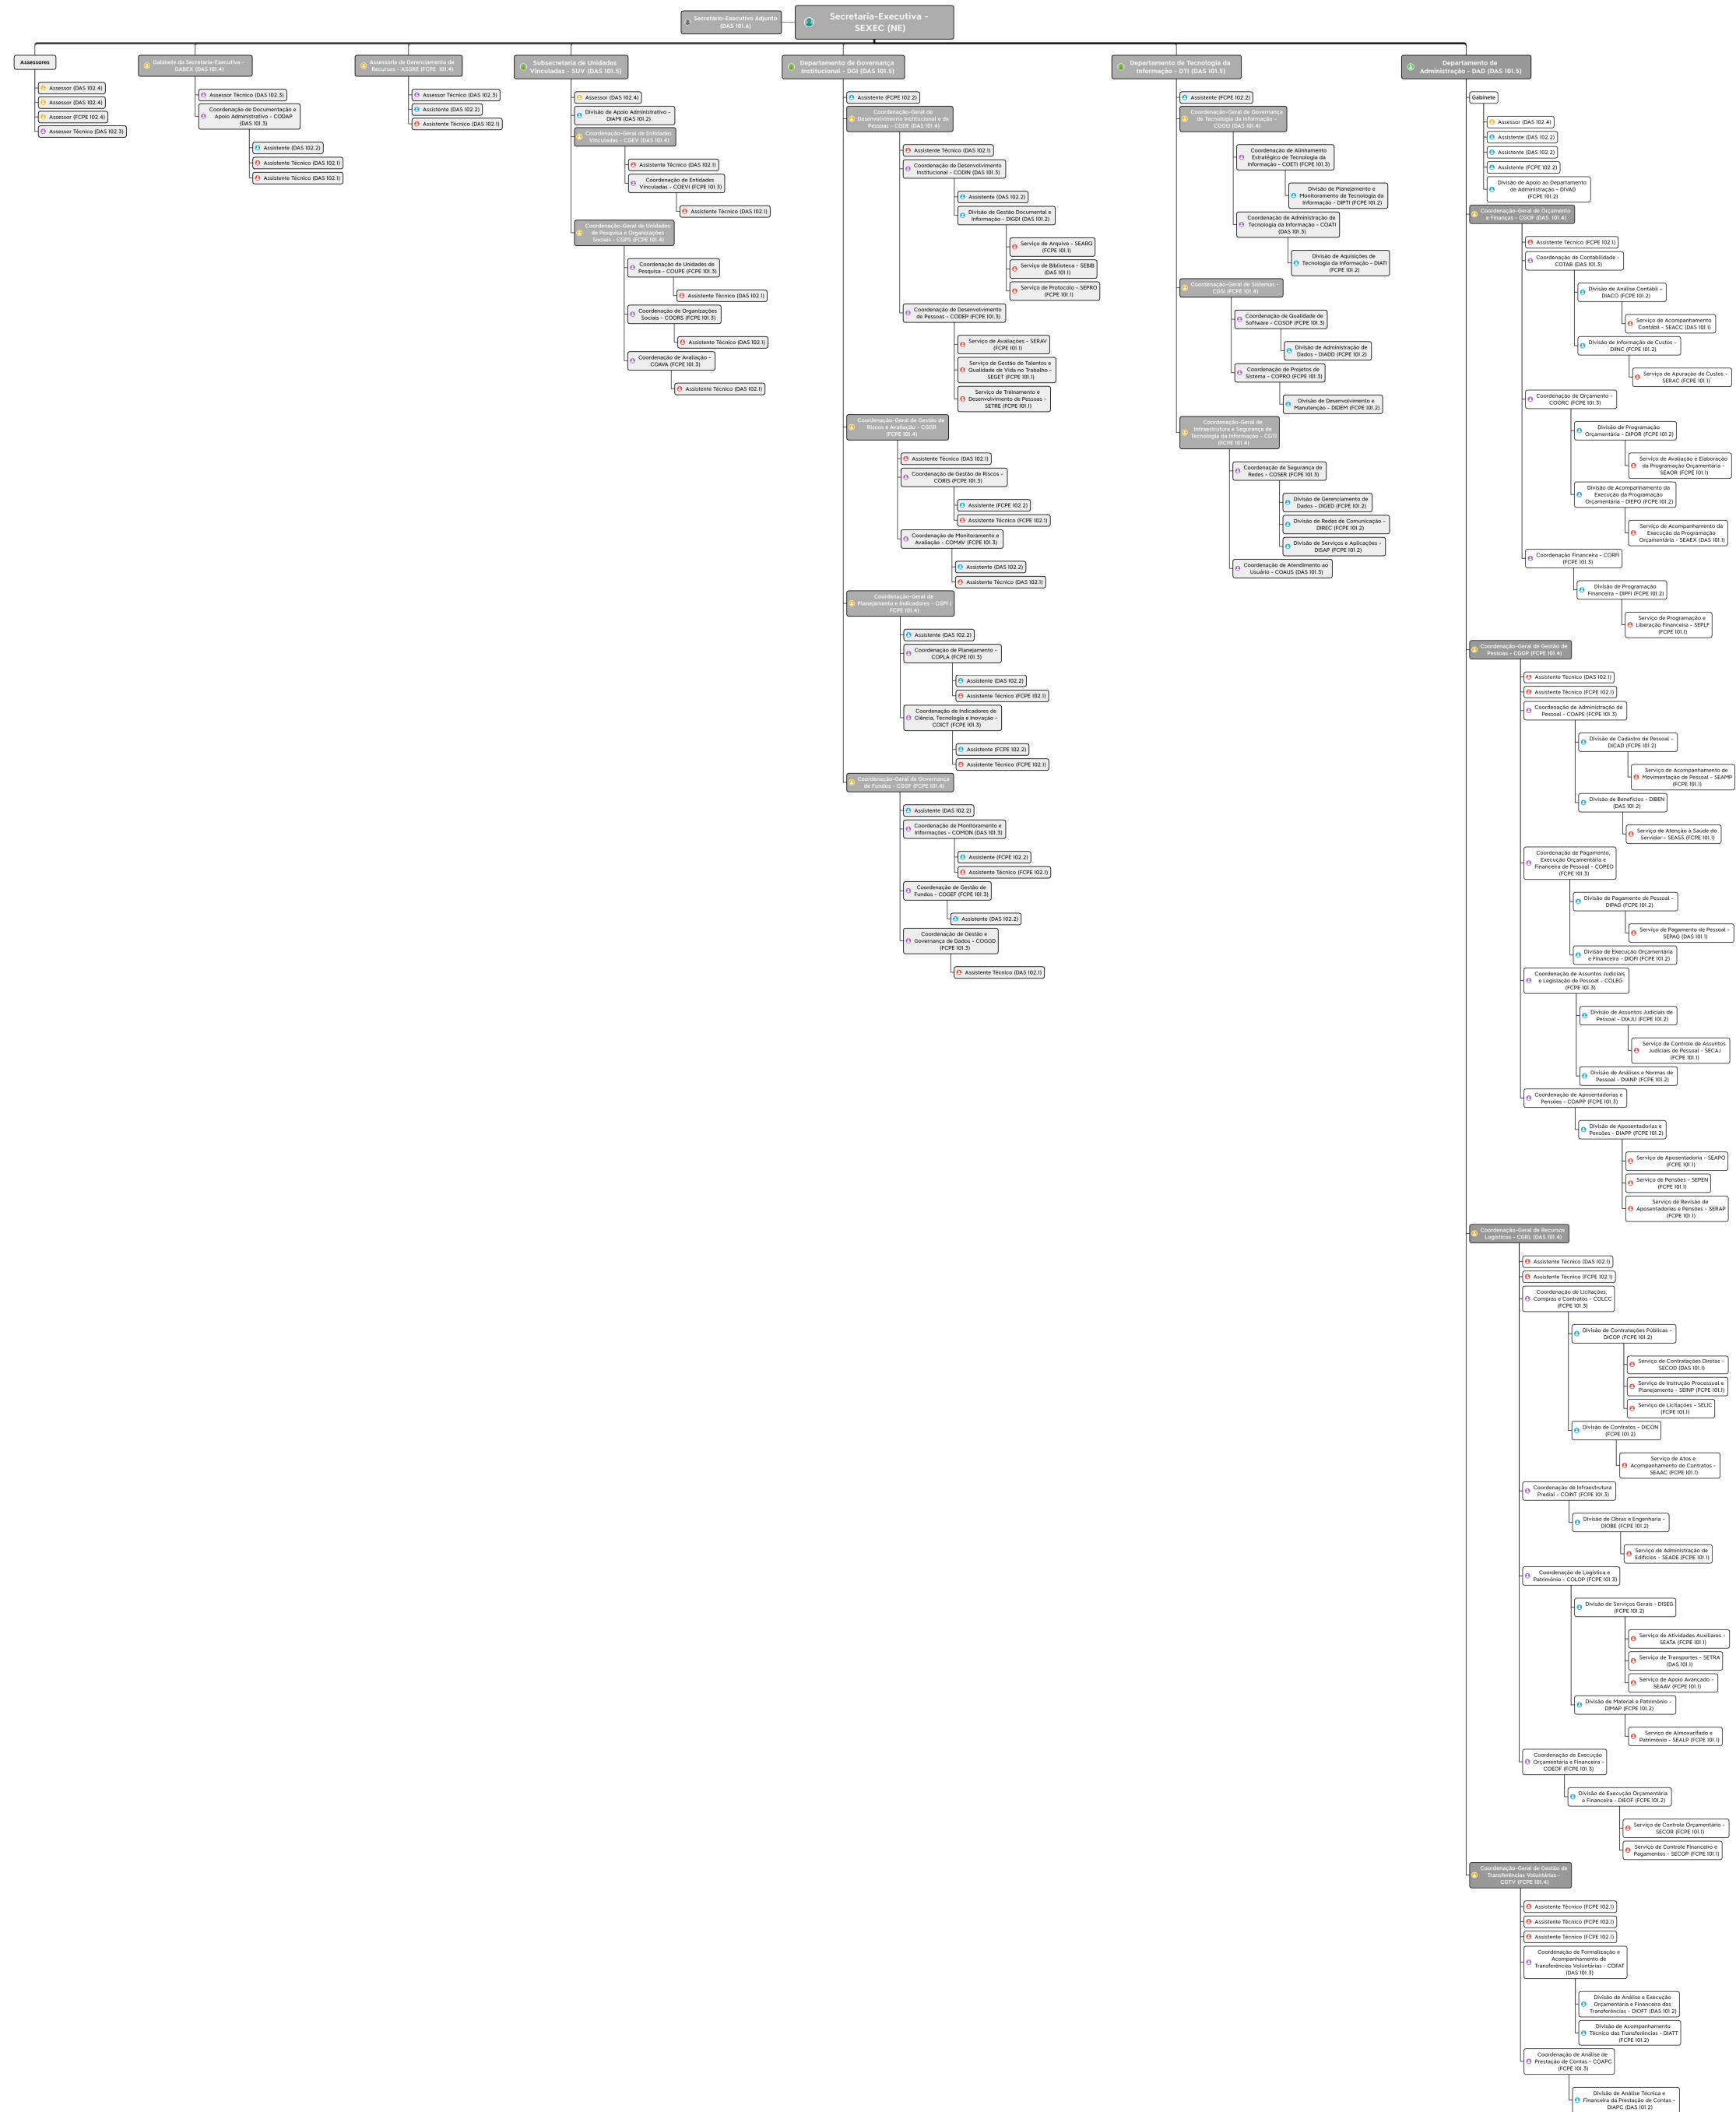 Secretário-Executivo Adjunto
(DAS 101.6)
Secretaria-Executiva -
SEXEC (NE)
Assessores
Assessor (DAS 102.4)
Assessor (DAS 102.4)
Assessor (FCPE 102.4)
Assessor Técnico (DAS 102.3)
Gabinete da Secretaria-Executiva -
GABEX (DAS 101.4)
Assessor Técnico (DAS 102.3)
Coordenação de Documentação e
Apoio Administrativo - CODAP
(DAS 101.3)
Assistente (DAS 102.2)
Assistente Técnico (DAS 102.1)
Assistente Técnico (DAS 102.1)
Assessoria de Gerenciamento de
Recursos - ASGRE (FCPE 101.4)
Assessor Técnico (DAS 102.3)
Assistente (DAS 102.2)
Assistente Técnico (DAS 102.1)
Subsecretaria de Unidades
Vinculadas - SUV (DAS 101.5)
Assessor (DAS 102.4)
Divisão de Apoio Administrativo -
DIAMI (DAS 101.2)
Coordenação-Geral de Entidades
Vinculadas - CGEV (DAS 101.4)
Assistente Técnico (DAS 102.1)
Coordenação de Entidades
Vinculadas - COEVI (FCPE 101.3)
Assistente Técnico (DAS 102.1)
Coordenação-Geral de Unidades
de Pesquisa e Organizações
Sociais - CGPS (FCPE 101.4)
Coordenação de Unidades de
Pesquisa - COUPE (FCPE 101.3)
Assistente Técnico (DAS 102.1)
Coordenação de Organizações
Sociais - COORS (FCPE 101.3)
Assistente Técnico (DAS 102.1)
Coordenação de Avaliação -
COAVA (FCPE 101.3)
Assistente Técnico (DAS 102.1)
Departamento de Governança
Institucional - DGI (DAS 101.5)
Assistente (FCPE 102.2)
Coordenação-Geral de
Desenvolvimento Institucional e de
Pessoas - CGDE (DAS 101.4)
Assistente Técnico (DAS 102.1)
Coordenação de Desenvolvimento
Institucional - CODIN (DAS 101.3)
Assistente (DAS 102.2)
Divisão de Gestão Documental e
Informação - DIGDI (DAS 101.2)
Serviço de Arquivo - SEARQ
(FCPE 101.1)
Serviço de Biblioteca - SEBIB
(DAS 101.1)
Serviço de Protocolo - SEPRO
(FCPE 101.1)
Coordenação de Desenvolvimento
de Pessoas - CODEP (FCPE 101.3)
Serviço de Avaliações - SERAV
(FCPE 101.1)
Serviço de Gestão de Talentos e
Qualidade de Vida no Trabalho -
SEGET (FCPE 101.1)
Serviço de Treinamento e
Desenvolvimento de Pessoas -
SETRE (FCPE 101.1)
Coordenação-Geral de Gestão de
Riscos e Avaliação - CGGR
(FCPE 101.4)
Assistente Técnico (DAS 102.1)
Coordenação de Gestão de Riscos -
CORIS (FCPE 101.3)
Assistente (FCPE 102.2)
Assistente Técnico (FCPE 102.1)
Coordenação de Monitoramento e
Avaliação - COMAV (FCPE 101.3)
Assistente (DAS 102.2)
Assistente Técnico (DAS 102.1)
Coordenação-Geral de
Planejamento e Indicadores - CGPI (
FCPE 101.4)
Assistente (DAS 102.2)
Coordenação de Planejamento -
COPLA (FCPE 101.3)
Assistente (DAS 102.2)
Assistente Técnico (FCPE 102.1)
Coordenação de Indicadores de
Ciência, Tecnologia e Inovação -
COICT (FCPE 101.3)
Assistente (FCPE 102.2)
Assistente Técnico (FCPE 102.1)
Coordenação-Geral de Governança
do Fundos - CGGF (FCPE 101.4)
Assistente (DAS 102.2)
Coordenação de Monitoramento e
Informações - COMON (DAS 101.3)
Assistente (FCPE 102.2)
Assistente Técnico (FCPE 102.1)
Coordenação de Gestão de
Fundos - COGEF (FCPE 101.3)
Assistente (DAS 102.2)
Coordenação de Gestão e
Governança de Dados - COGGD
(FCPE 101.3)
Assistente Técnico (DAS 102.1)
Departamento de Tecnologia da
Informação - DTI (DAS 101.5)
Assistente (FCPE 102.2)
Coordenação-Geral de Governança
de Tecnologia da Informação -
CGGO (DAS 101.4)
Coordenação de Alinhamento
Estratégico de Tecnologia da
Informação - COETI (FCPE 101.3)
Divisão de Planejamento e
Monitoramento de Tecnologia da
Informação - DIPTI (FCPE 101.2)
Coordenação de Administração de
Tecnologia da Informação - COATI
(DAS 101.3)
Divisão de Aquisições de
Tecnologia da Informação - DIATI
(FCPE 101.2)
Coordenação-Geral de Sistemas -
CGSI (FCPE 101.4)
Coordenação de Qualidade de
Software - COSOF (FCPE 101.3)
Divisão de Administração de
Dados - DIADD (FCPE 101.2)
Coordenação de Projetos de
Sistema - COPRO (FCPE 101.3)
Divisão de Desenvolvimento e
Manutenção - DIDEM (FCPE 101.2)
Coordenação-Geral de
Infraestrutura e Segurança de
Tecnologia da Informação - CGTI
(FCPE 101.4)
Coordenação de Segurança de
Redes - COSER (FCPE 101.3)
Divisão de Gerenciamento de
Dados - DIGED (FCPE 101.2)
Divisão de Redes de Comunicação -
DIREC (FCPE 101.2)
Divisão de Serviços e Aplicações -
DISAP (FCPE 101.2)
Coordenação de Atendimento ao
Usuário - COAUS (DAS 101.3)
Departamento de
Administração - DAD (DAS 101.5)
Gabinete
Assessor (DAS 102.4)
Assistente (DAS 102.2)
Assistente (DAS 102.2)
Assistente (FCPE 102.2)
Divisão de Apoio ao Departamento
de Administração - DIVAD
(FCPE 101.2)
Coordenação-Geral de Orçamento
e Finanças - CGOF (DAS 101.4)
Assistente Técnico (FCPE 102.1)
Coordenação de Contabilidade -
COTAB (DAS 101.3)
Divisão de Análise Contábil -
DIACO (FCPE 101.2)
Serviço de Acompanhamento
Contábil - SEACC (DAS 101.1)
Divisão de Informação de Custos -
DIINC (FCPE 101.2)
Serviço de Apuração de Custos -
SERAC (FCPE 101.1)
Coordenação de Orçamento -
COORC (FCPE 101.3)
Divisão de Programação
Orçamentária - DIPOR (FCPE 101.2)
Serviço de Avaliação e Elaboração
da Programação Orçamentária -
SEAOR (FCPE 101.1)
Divisão de Acompanhamento da
Execução da Programação
Orçamentária - DIEPO (FCPE 101.2)
Serviço de Acompanhamento da
Execução da Programação
Orçamentária - SEAEX (DAS 101.1)
Coordenação Financeira - CORFI
(FCPE 101.3)
Divisão de Programação
Financeira - DIPFI (FCPE 101.2)
Serviço de Programação e
Liberação Financeira - SEPLF
(FCPE 101.1)
Coordenação-Geral de Gestão de
Pessoas - CGGP (FCPE 101.4)
Assistente Técnico (DAS 102.1)
Assistente Técnico (FCPE 102.1)
Coordenação de Administração de
Pessoal - COAPE (FCPE 101.3)
Divisão de Cadastro de Pessoal -
DICAD (FCPE 101.2)
Serviço de Acompanhamento de
Movimentação de Pessoal - SEAMP
(FCPE 101.1)
Divisão de Benefícios - DIBEN
(DAS 101.2)
Serviço de Atenção à Saúde do
Servidor - SEASS (FCPE 101.1)
Coordenação de Pagamento,
Execução Orçamentária e
Financeira de Pessoal - COPEO
(FCPE 101.3)
Divisão de Pagamento de Pessoal -
DIPAG (FCPE 101.2)
Serviço de Pagamento de Pessoal -
SEPAG (DAS 101.1)
Divisão de Execução Orçamentária
e Financeira - DIOFI (FCPE 101.2)
Coordenação de Assuntos Judiciais
e Legislação de Pessoal - COLEG
(FCPE 101.3)
Divisão de Assuntos Judiciais de
Pessoal - DIAJU (FCPE 101.2)
Serviço de Controle de Assuntos
Judiciais de Pessoal - SECAJ
(FCPE 101.1)
Divisão de Análises e Normas de
Pessoal - DIANP (FCPE 101.2)
Coordenação de Aposentadorias e
Pensões - COAPP (FCPE 101.3)
Divisão de Aposentadorias e
Pensões - DIAPP (FCPE 101.2)
Serviço de Aposentadoria - SEAPO
(FCPE 101.1)
Serviço de Pensões - SEPEN
(FCPE 101.1)
Serviço de Revisão de
Aposentadorias e Pensões - SERAP
(FCPE 101.1)
Coordenação-Geral de Recursos
Logísticos - CGRL (DAS 101.4)
Assistente Técnico (DAS 102.1)
Assistente Técnico (FCPE 102.1)
Coordenação de Licitações,
Compras e Contratos - COLCC
(FCPE 101.3)
Divisão de Contratações Públicas -
DICOP (FCPE 101.2)
Serviço de Contratações Diretas -
SECOD (DAS 101.1)
Serviço de Instrução Processual e
Planejamento - SEINP (FCPE 101.1)
Serviço de Licitações - SELIC
(FCPE 101.1)
Divisão de Contratos - DICON
(FCPE 101.2)
Serviço de Atos e
Acompanhamento de Contratos -
SEAAC (FCPE 101.1)
Coordenação de Infraestrutura
Predial - COINT (FCPE 101.3)
Divisão de Obras e Engenharia -
DIOBE (FCPE 101.2)
Serviço de Administração de
Edifícios - SEADE (FCPE 101.1)
Coordenação de Logística e
Patrimônio - COLOP (FCPE 101.3)
Divisão de Serviços Gerais - DISEG
(FCPE 101.2)
Serviço de Atividades Auxiliares -
SEATA (FCPE 101.1)
Serviço de Transportes - SETRA
(DAS 101.1)
Serviço de Apoio Avançado -
SEAAV (FCPE 101.1)
Divisão de Material e Patrimônio -
DIMAP (FCPE 101.2)
Serviço de Almoxarifado e
Patrimônio - SEALP (FCPE 101.1)
Coordenação de Execução
Orçamentária e Financeira -
COEOF (FCPE 101.3)
Divisão de Execução Orçamentária
e Financeira - DIEOF (FCPE 101.2)
Serviço de Controle Orçamentário -
SECOR (FCPE 101.1)
Serviço de Controle Financeiro e
Pagamentos - SECOP (FCPE 101.1)
Coordenação-Geral de Gestão de
Transferências Voluntárias -
CGTV (FCPE 101.4)
Assistente Técnico (FCPE 102.1)
Assistente Técnico (FCPE 102.1)
Assistente Técnico (FCPE 102.1)
Coordenação de Formalização e
Acompanhamento de
Transferências Voluntárias - COFAT
(DAS 101.3)
Divisão de Análise e Execução
Orçamentária e Financeira das
Transferências - DIOFT (DAS 101.2)
Divisão de Acompanhamento
Técnico das Transferências - DIATT
(FCPE 101.2)
Coordenação de Análise de
Prestação de Contas - COAPC
(FCPE 101.3)
Divisão de Análise Técnica e
Financeira da Prestação de Contas -
DIAPC (DAS 101.2)